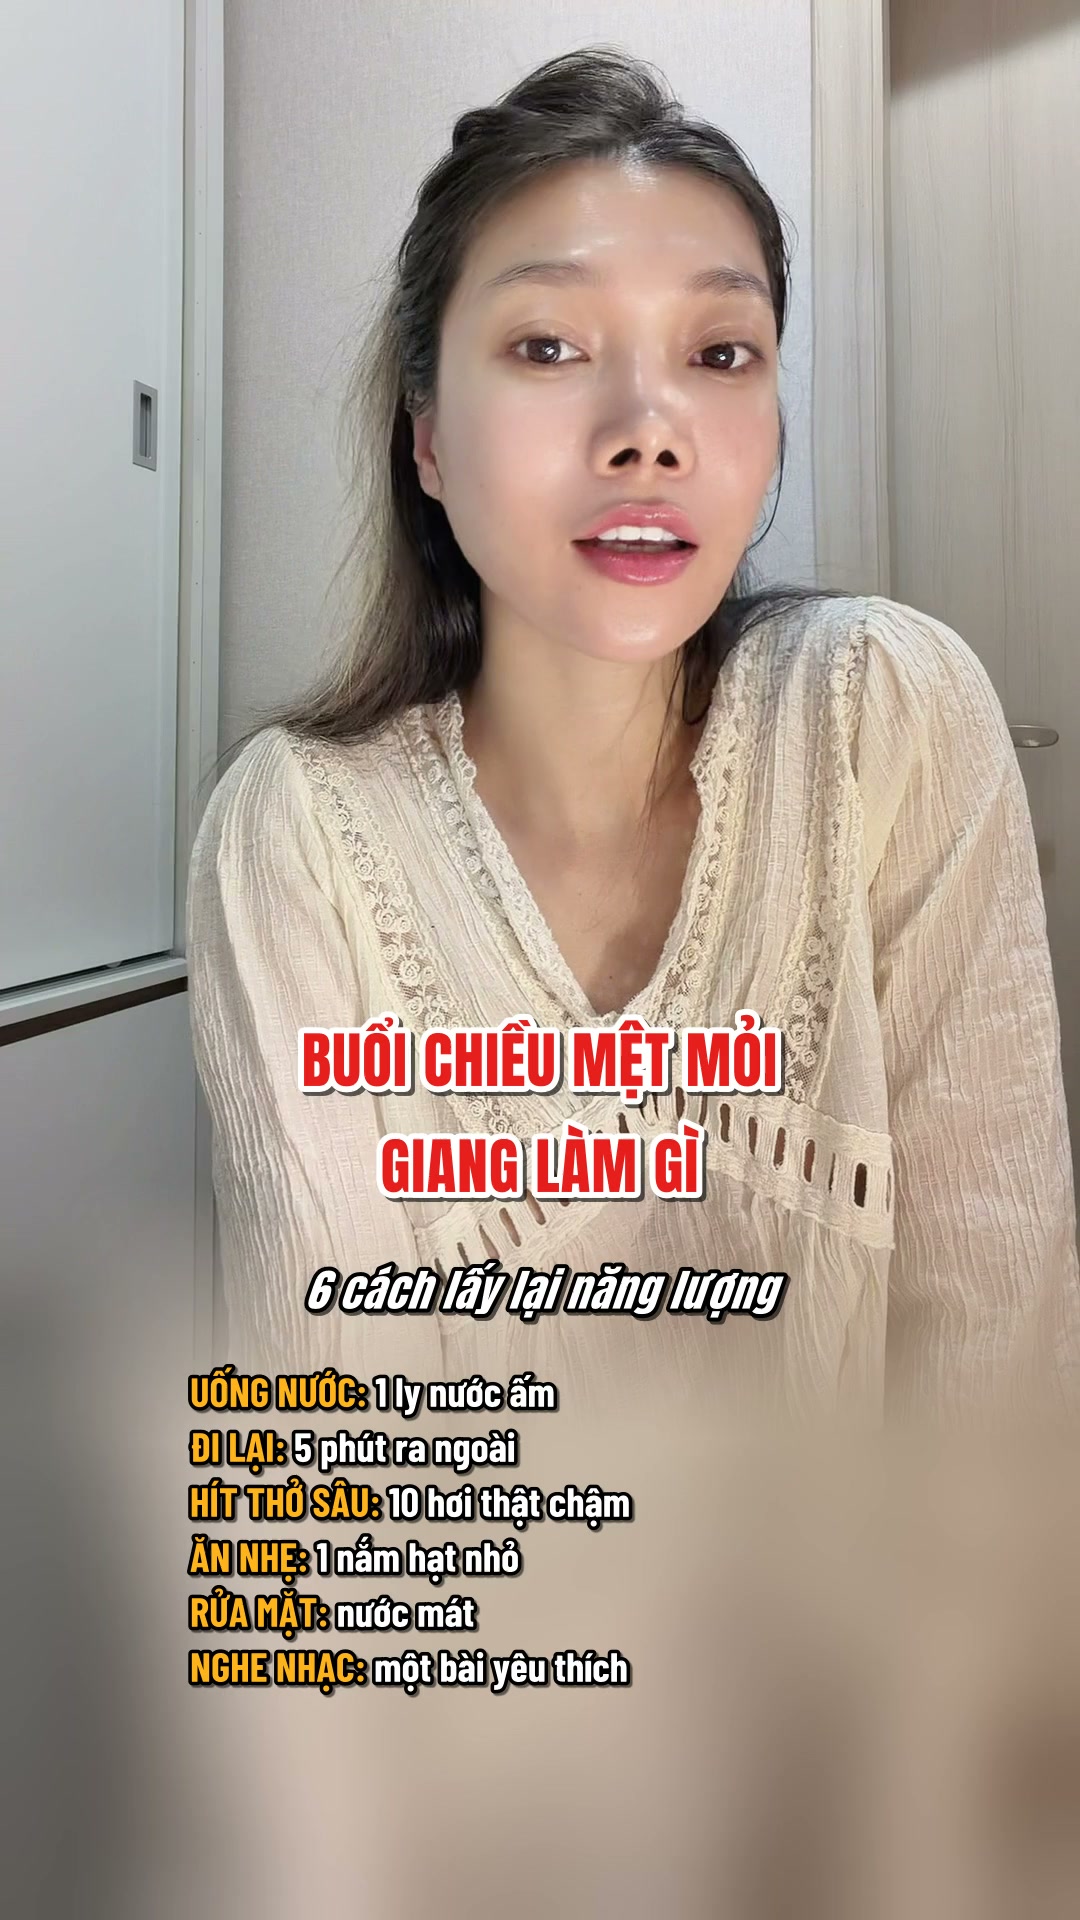 BUỔI CHIỀU MỆT MỎI
GIANG LÀM GÌ
6 cách lấy lại năng lượng
UỐNG NƯỚC: 1 ly nước ấm
ĐI LẠI: 5 phút ra ngoài
HÍT THỞ SÂU: 10 hơi thật chậm
ĂN NHẸ: 1 nắm hạt nhỏ
RỬA MẶT: nước mát
NGHE NHẠC: một bài yêu thích